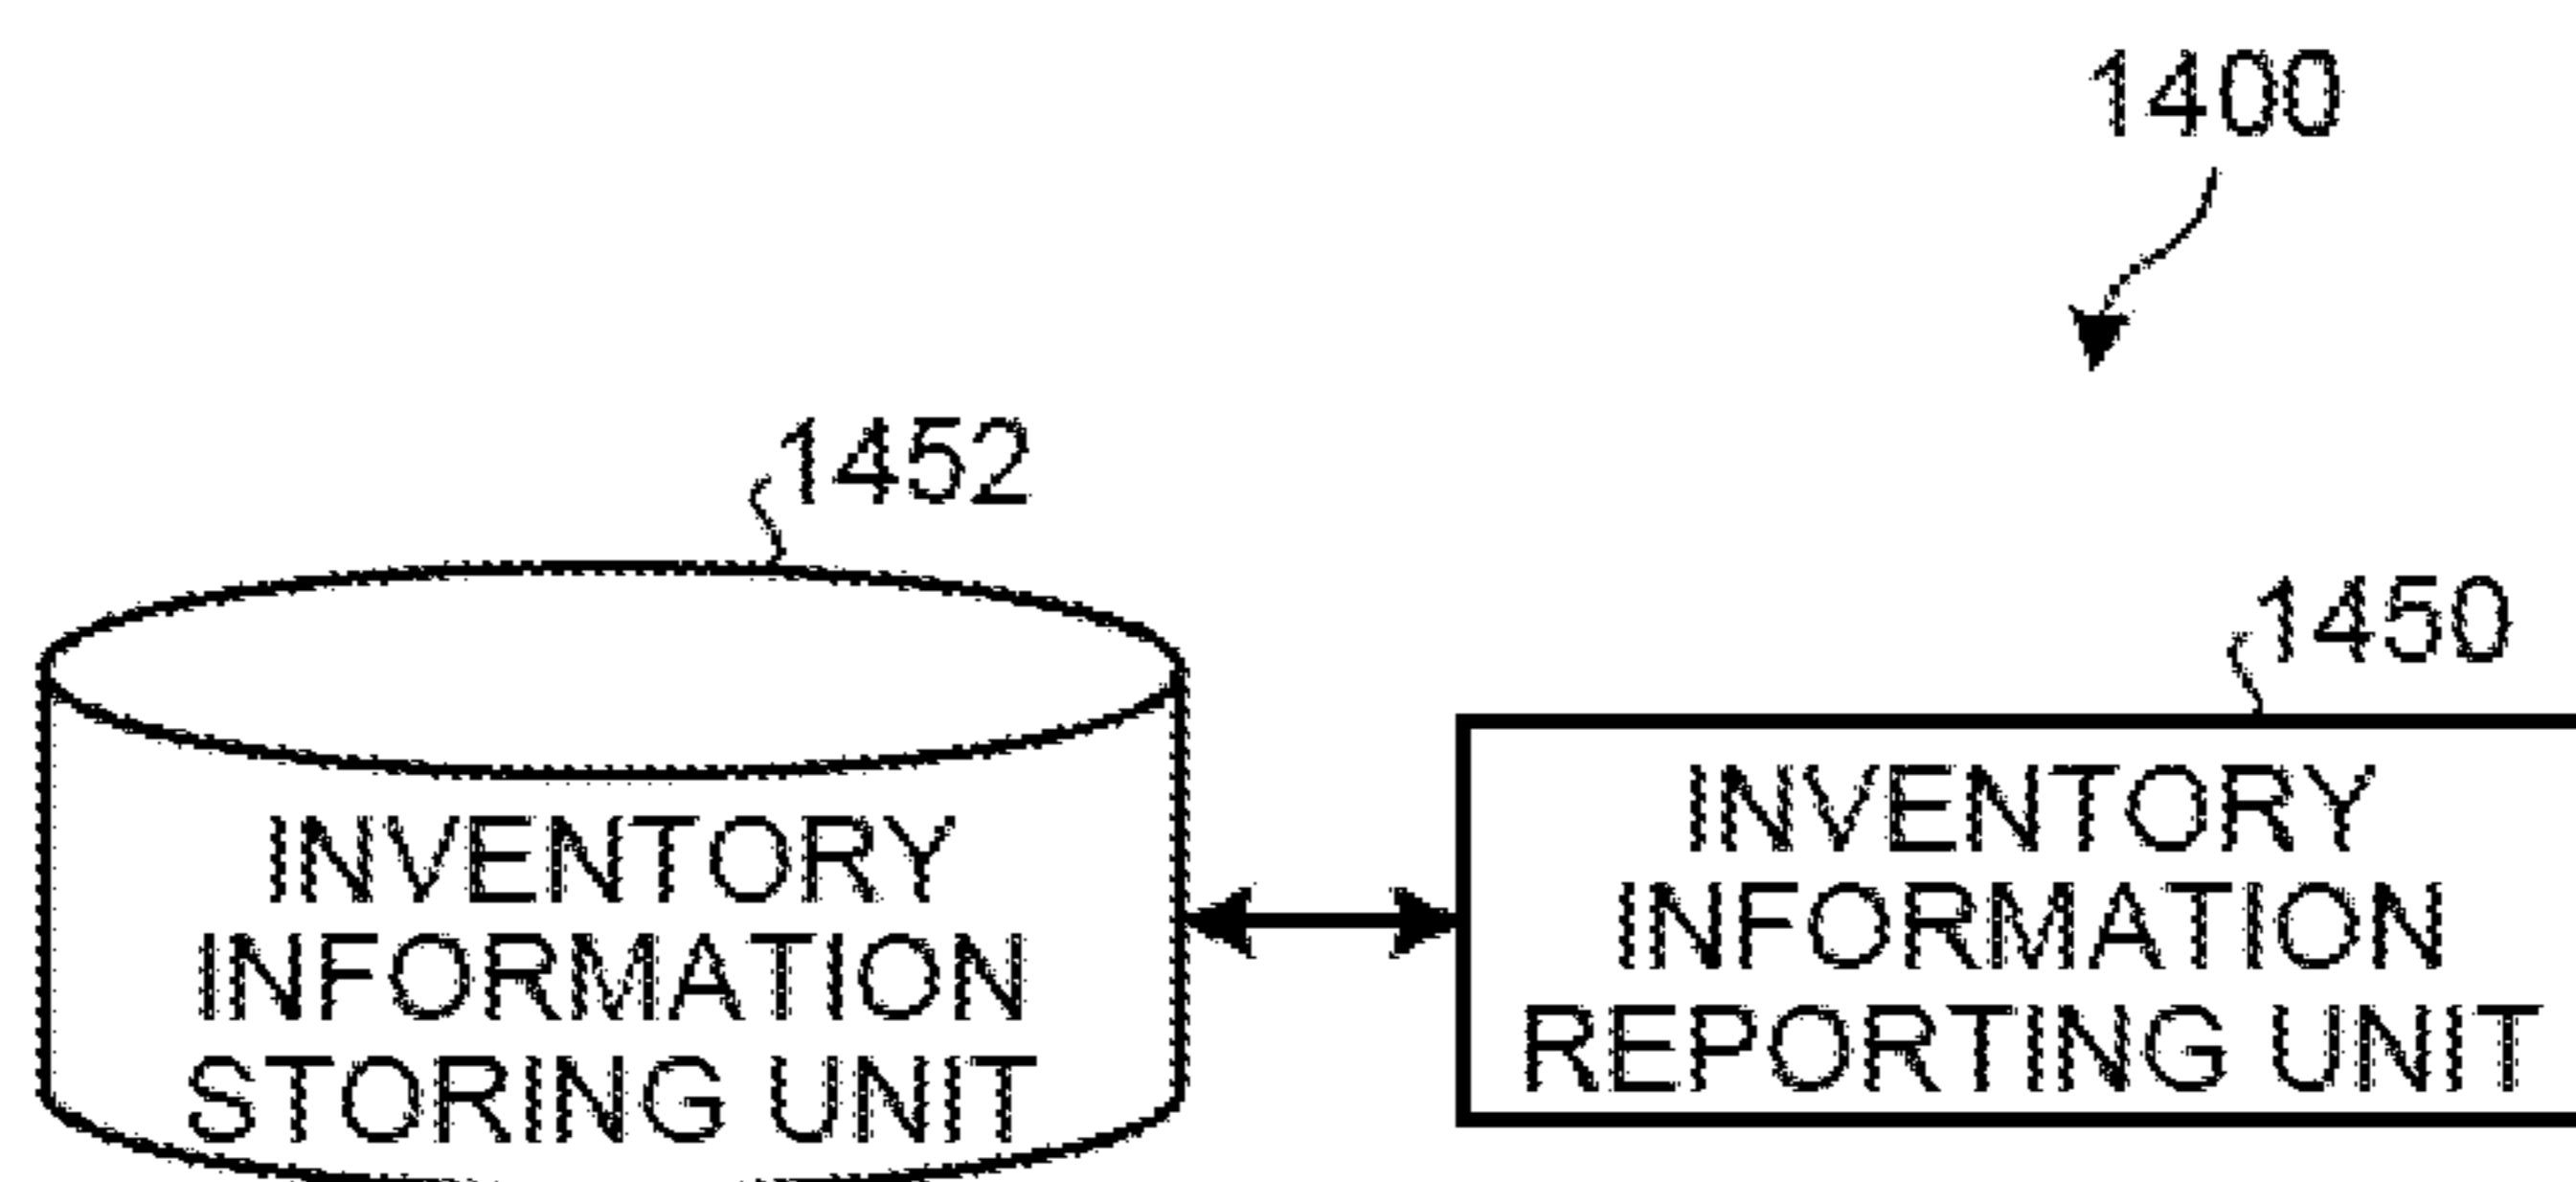 1400
1452
1450
INVENTORY
INFORMATION
STORING UNIT
INVENTORY
INFORMATION
REPORTING UNIT